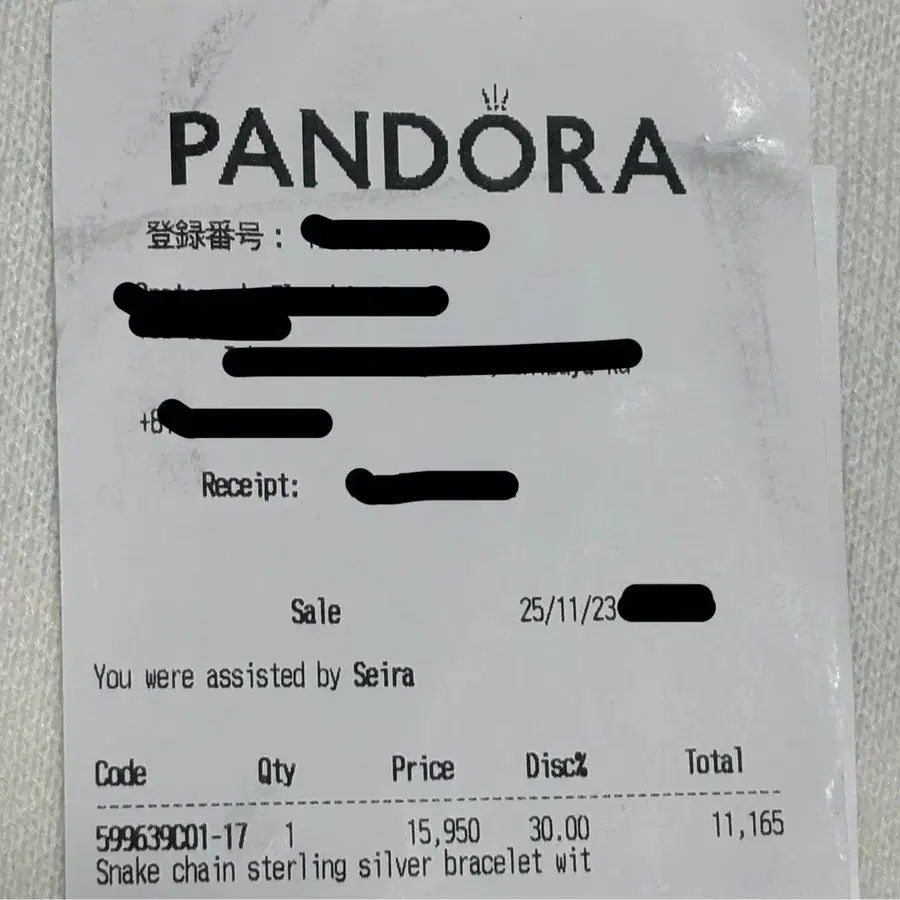 PANDORA
登録番号:
Receipt:
Sale 25/11/23
You were assisted by Seira
Code Qty Price Disc% Total
599639C01-17 1 15,950 30.00 11,165
Snake chain sterling silver bracelet wit